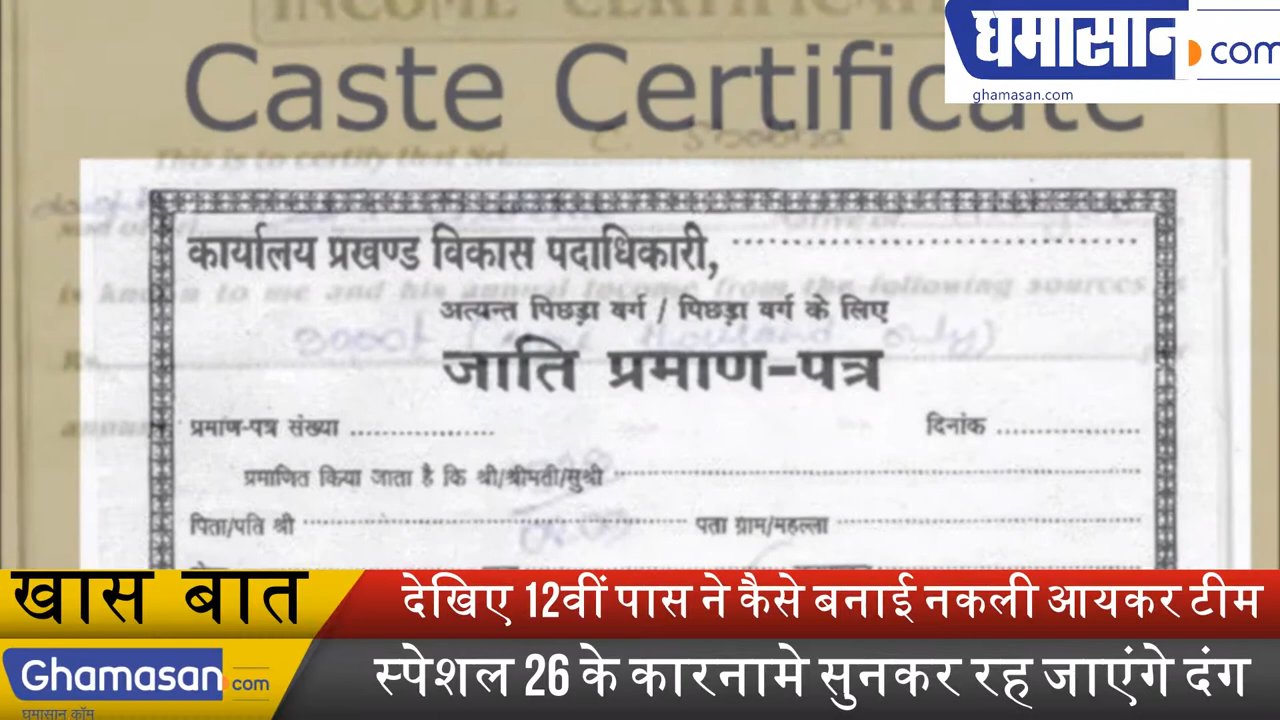 INCOME CERTIFICATE
घमासान com
Caste Certificate
ghamasan.com
This is to certify that Sri
कार्यालय प्रखण्ड विकास पदाधिकारी, ........................................
is known to me and his annual income from the following sources is
अत्यन्त पिछड़ा वर्ग / पिछड़ा वर्ग के लिए
जाति प्रमाण-पत्र
Rs.
प्रमाण-पत्र संख्या .................... दिनांक ....................
प्रमाणित किया जाता है कि श्री/श्रीमती/सुश्री ........................................
पिता/पति श्री ........................................ पता ग्राम/महल्ला ........................................
खास बात
देखिए 12वीं पास ने कैसे बनाई नकली आयकर टीम
स्पेशल 26 के कारनामे सुनकर रह जाएंगे दंग
Ghamasan.com
घमासान कॉम